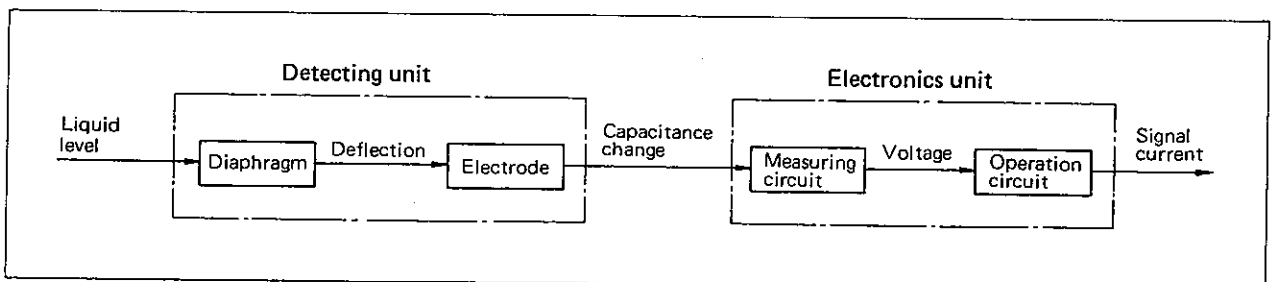 Detecting unit
Electronics unit
Liquid
level
Diaphragm
Deflection
Electrode
Capacitance
change
Measuring
circuit
Voltage
Operation
circuit
Signal
current